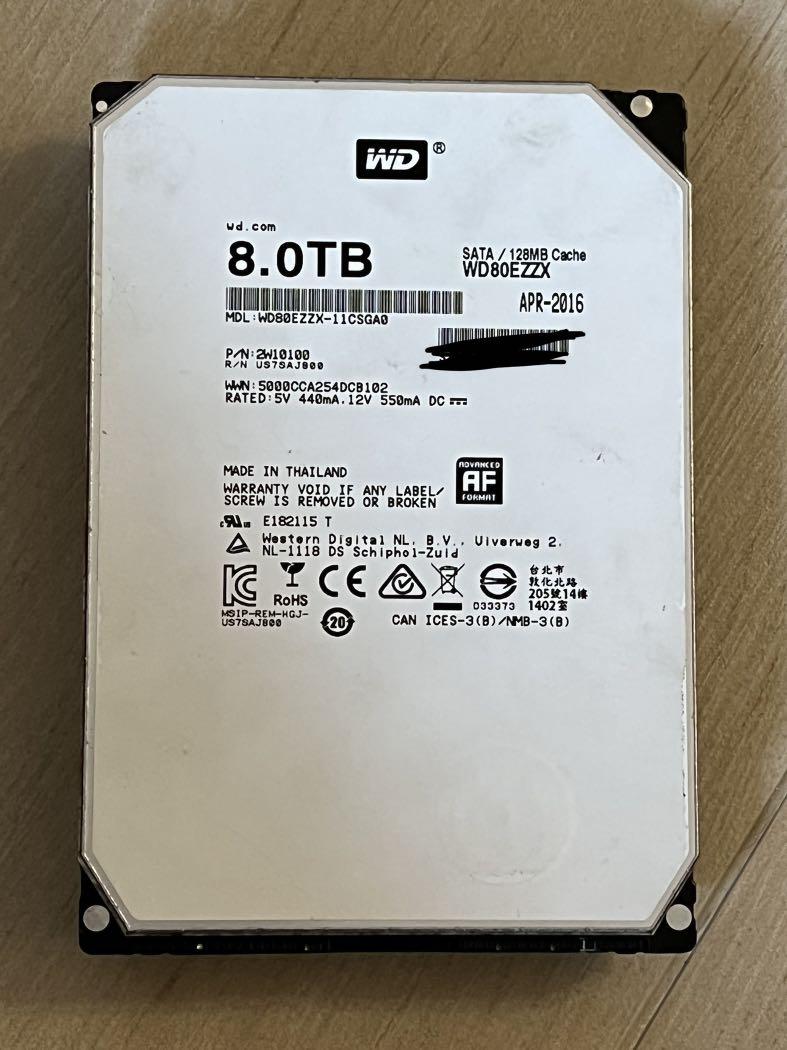 WD®
wd.com
8.0TB
SATA / 128MB Cache
WD80EZZX
APR-2016
MDL:WD80EZZX-11CSGA0
P/N:2W10100
R/N US7SAJ800
WWN:5000CCA254DCB102
RATED:5V 440mA.12V 550mA DC
MADE IN THAILAND
WARRANTY VOID IF ANY LABEL/
SCREW IS REMOVED OR BROKEN
ADVANCED
AF
FORMAT
c RU us E182115 T
Western Digital NL, B.V., Uiverweg 2,
NL-1118 DS Schiphol-Zuid
RoHS
CE
台北市
敦化北路
205號14樓
1402室
D33373
MSIP-REM-HGJ-
US7SAJ800
20
CAN ICES-3(B)/NMB-3(B)